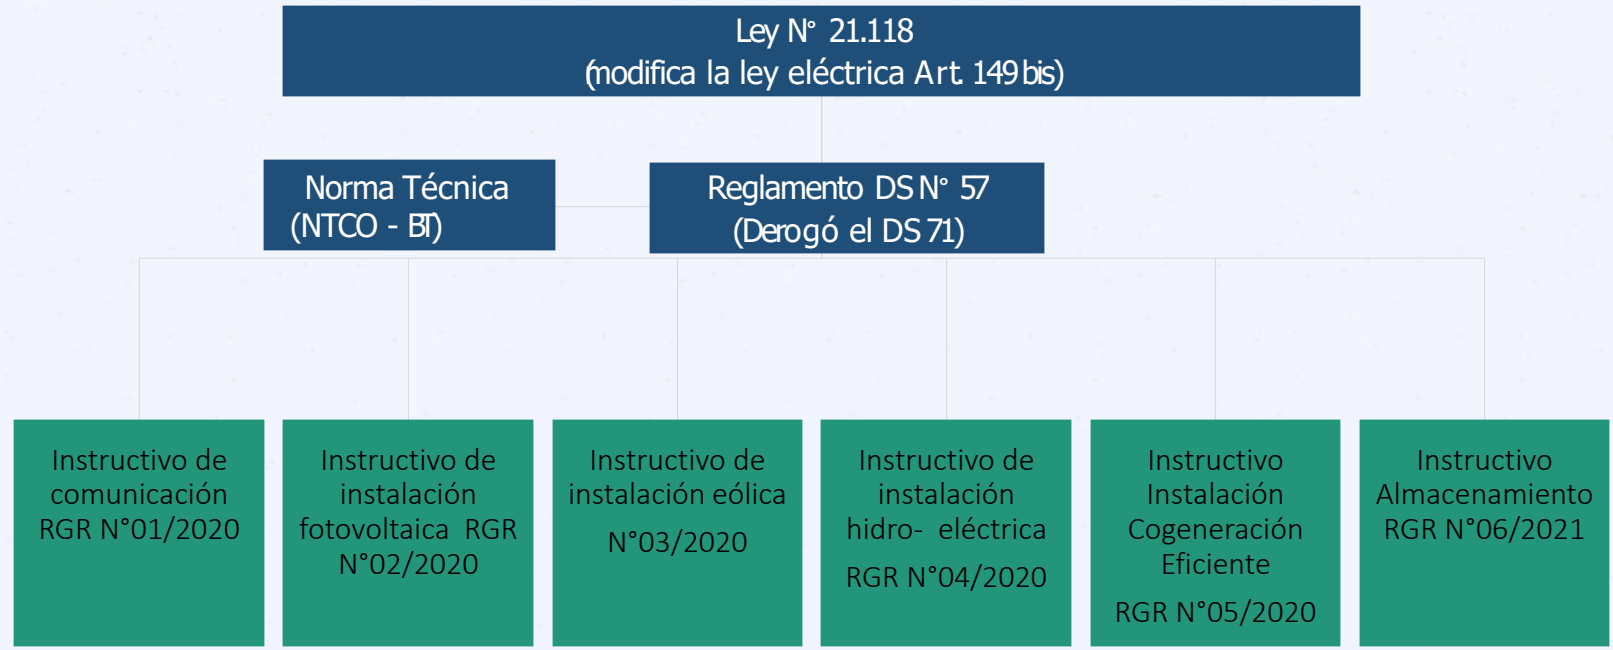 Ley N° 21.118
(modifica la ley eléctrica Art. 149 bis)
Norma Técnica
(NTCO - BT)
Reglamento DS N° 57
(Derogó el DS 71)
Instructivo de
comunicación
RGR N°01/2020
Instructivo de
instalación
fotovoltaica RGR
N°02/2020
Instructivo de
instalación eólica
N°03/2020
Instructivo de
instalación
hidro- eléctrica
RGR N°04/2020
Instructivo
Instalación
Cogeneración
Eficiente
RGR N°05/2020
Instructivo
Almacenamiento
RGR N°06/2021